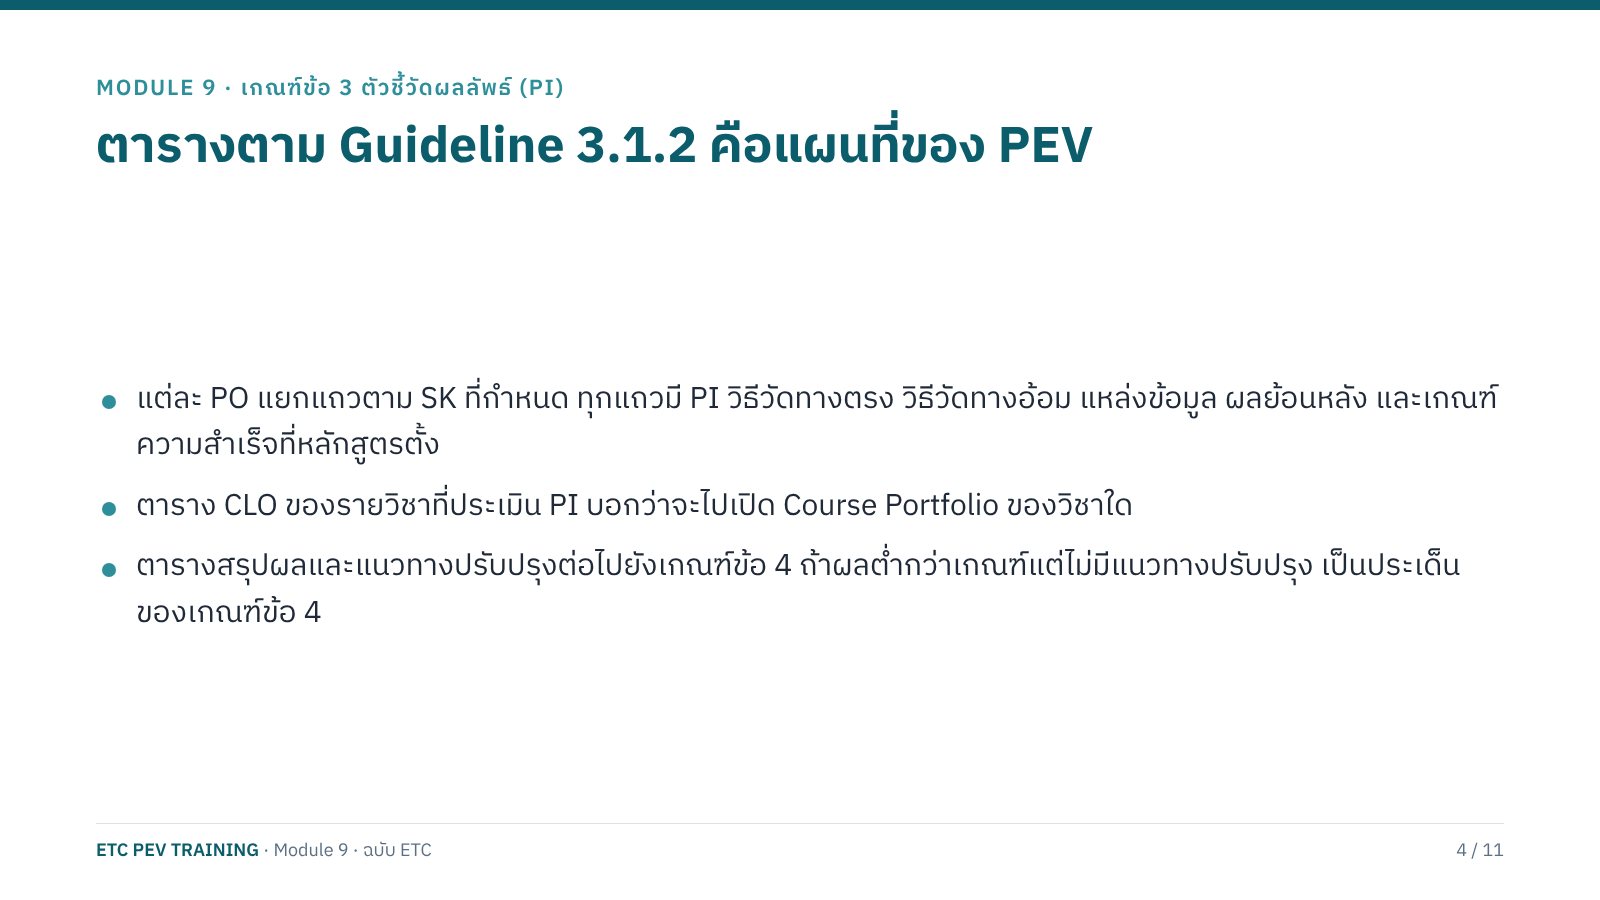 MODULE 9 · เกณฑ์ข้อ 3 ตัวชี้วัดผลลัพธ์ (PI)
ตารางตาม Guideline 3.1.2 คือแผนที่ของ PEV
แต่ละ PO แยกแถวตาม SK ที่กำหนด ทุกแถวมี PI วิธีวัดทางตรง วิธีวัดทางอ้อม แหล่งข้อมูล ผลย้อนหลัง และเกณฑ์
ความสำเร็จที่หลักสูตรตั้ง
ตาราง CLO ของรายวิชาที่ประเมิน PI บอกว่าจะไปเปิด Course Portfolio ของวิชาใด
ตารางสรุปผลและแนวทางปรับปรุงต่อไปยังเกณฑ์ข้อ 4 ถ้าผลต่ำกว่าเกณฑ์แต่ไม่มีแนวทางปรับปรุง เป็นประเด็น
ของเกณฑ์ข้อ 4
ETC PEV TRAINING · Module 9 · ฉบับ ETC
4 / 11